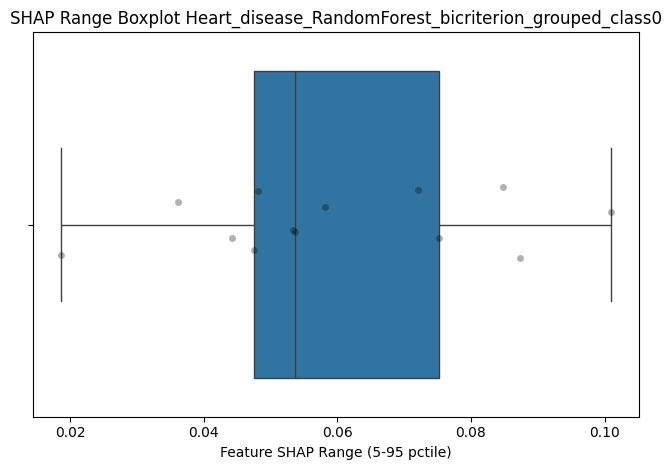 SHAP Range Boxplot Heart_disease_RandomForest_bicriterion_grouped_class0
0.02 0.04 0.06 0.08 0.10
Feature SHAP Range (5-95 pctile)